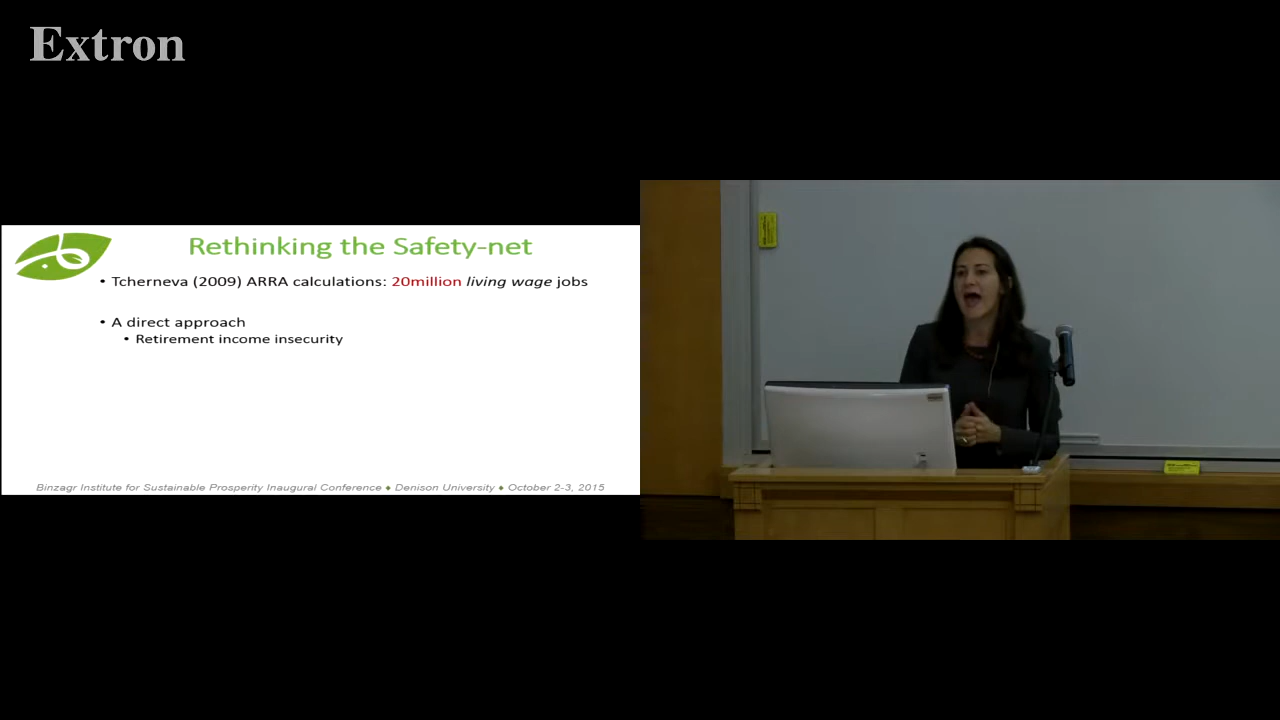 Extron
Rethinking the Safety-net
• Tcherneva (2009) ARRA calculations: 20million living wage jobs
• A direct approach
• Retirement income insecurity
Binzagr Institute for Sustainable Prosperity Inaugural Conference ♦ Denison University ♦ October 2-3, 2015